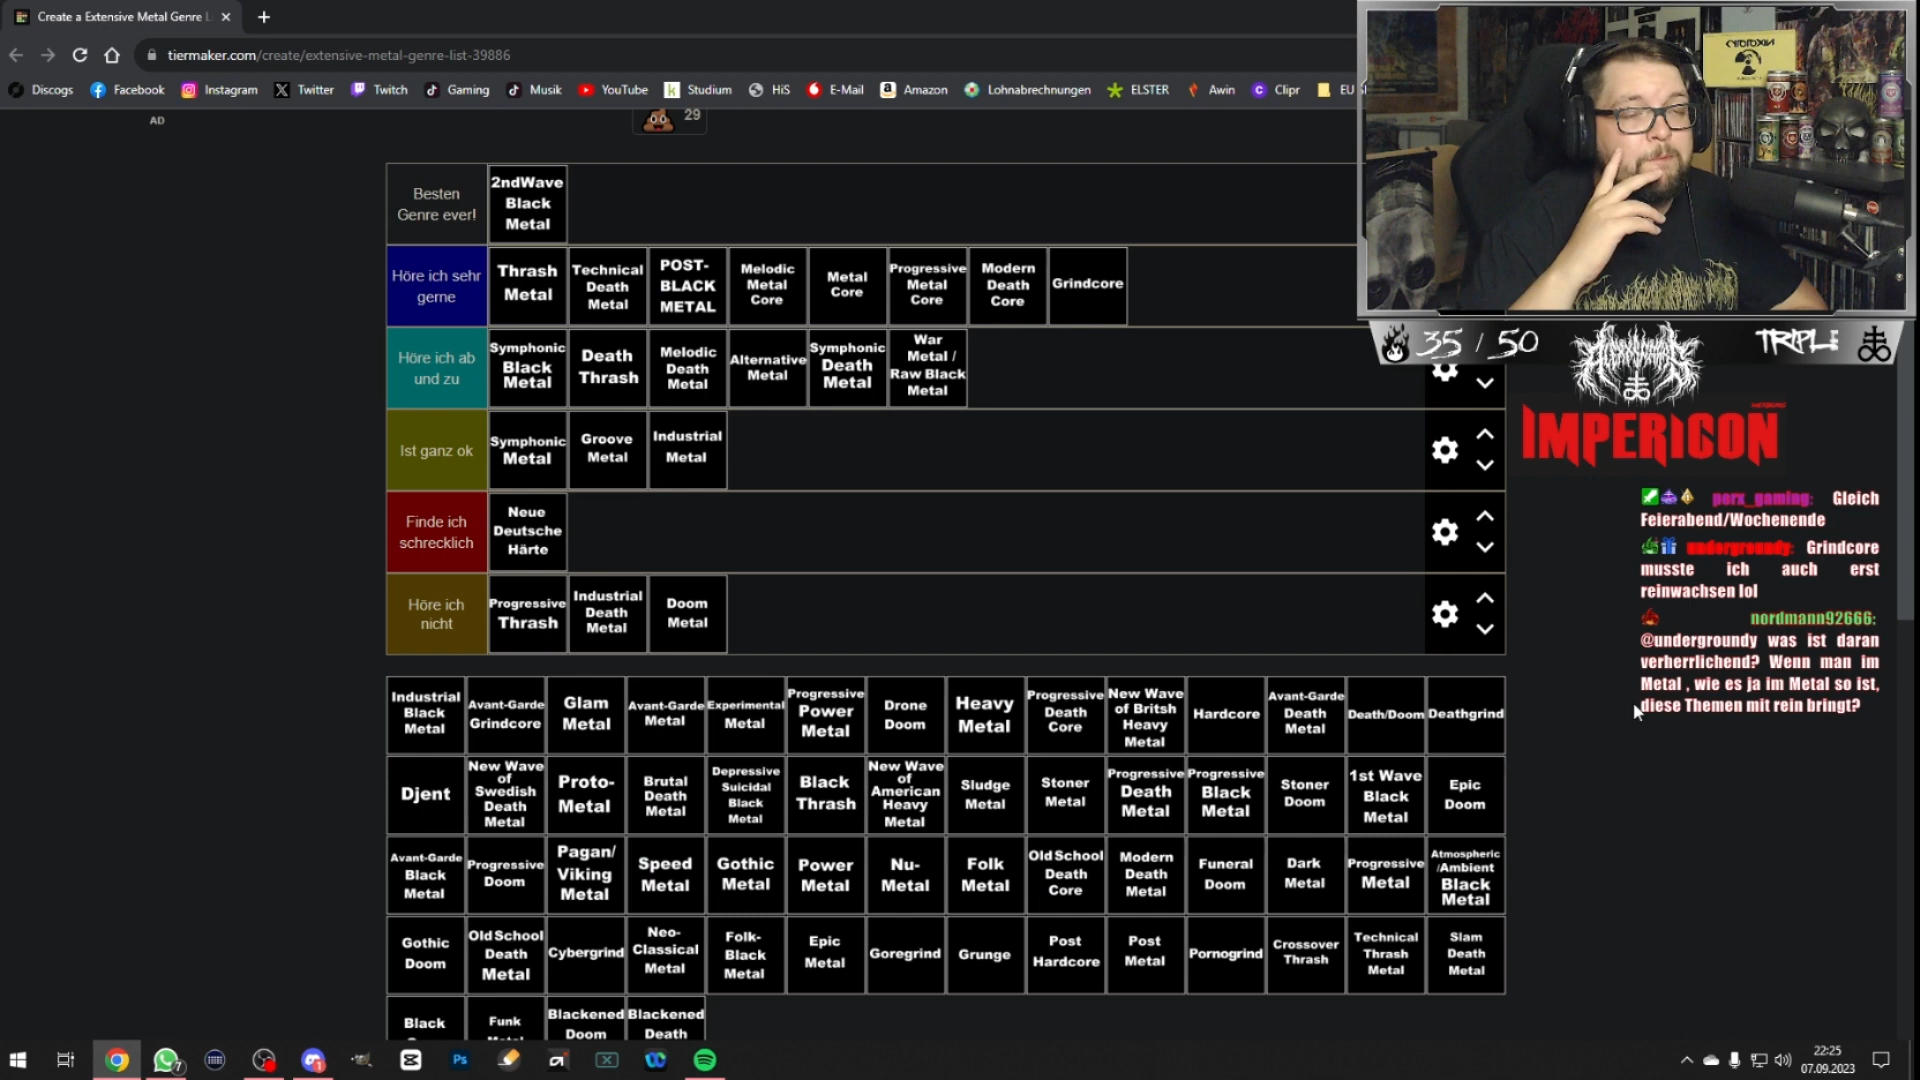 Create a Extensive Metal Genre L
tiermaker.com/create/extensive-metal-genre-list-39886
Discogs
Facebook
Instagram
Twitter
Twitch
Gaming
Musik
YouTube
Studium
HiS
E-Mail
Amazon
Lohnabrechnungen
ELSTER
Awin
Clipr
EU
AD
29
Besten
Genre ever!
2ndWave
Black
Metal
Höre ich sehr
gerne
Thrash
Metal
Technical
Death
Metal
POST-
BLACK
METAL
Melodic
Metal
Core
Metal
Core
Progressive
Metal
Core
Modern
Death
Core
Grindcore
Höre ich ab
und zu
Symphonic
Black
Metal
Death
Thrash
Melodic
Death
Metal
Alternative
Metal
Symphonic
Death
Metal
War
Metal /
Raw Black
Metal
Ist ganz ok
Symphonic
Metal
Groove
Metal
Industrial
Metal
Finde ich
schrecklich
Neue
Deutsche
Härte
Höre ich
nicht
Progressive
Thrash
Industrial
Death
Metal
Doom
Metal
Industrial
Black
Metal
Avant-Garde
Grindcore
Glam
Metal
Avant-Garde
Metal
Experimental
Metal
Progressive
Power
Metal
Drone
Doom
Heavy
Metal
Progressive
Death
Core
New Wave
of Britsh
Heavy
Metal
Hardcore
Avant-Garde
Death
Metal
Death/Doom
Deathgrind
Djent
New Wave
of
Swedish
Death
Metal
Proto-
Metal
Brutal
Death
Metal
Depressive
Suicidal
Black
Metal
Black
Thrash
New Wave
of
American
Heavy
Metal
Sludge
Metal
Stoner
Metal
Progressive
Death
Metal
Progressive
Black
Metal
Stoner
Doom
1st Wave
Black
Metal
Epic
Doom
Avant-Garde
Black
Metal
Progressive
Doom
Pagan/
Viking
Metal
Speed
Metal
Gothic
Metal
Power
Metal
Nu-
Metal
Folk
Metal
Old School
Death
Core
Modern
Death
Metal
Funeral
Doom
Dark
Metal
Progressive
Metal
Atmospheric
/Ambient
Black
Metal
Gothic
Doom
Old School
Death
Metal
Cybergrind
Neo-
Classical
Metal
Folk-
Black
Metal
Epic
Metal
Goregrind
Grunge
Post
Hardcore
Post
Metal
Pornogrind
Crossover
Thrash
Technical
Thrash
Metal
Slam
Death
Metal
Black
Funk
Metal
Blackened
Doom
Blackened
Death
CYTOTOXIN
35 / 50
TRIPLE
WERBUNG
IMPERICON
perx_gaming: Gleich
Feierabend/Wochenende
undergroundy: Grindcore
musste ich auch erst
reinwachsen lol
nordmann92666:
@undergroundy was ist daran
verherrlichend? Wenn man im
Metal , wie es ja im Metal so ist,
diese Themen mit rein bringt?
7
1
Ps
22:25
07.09.2023